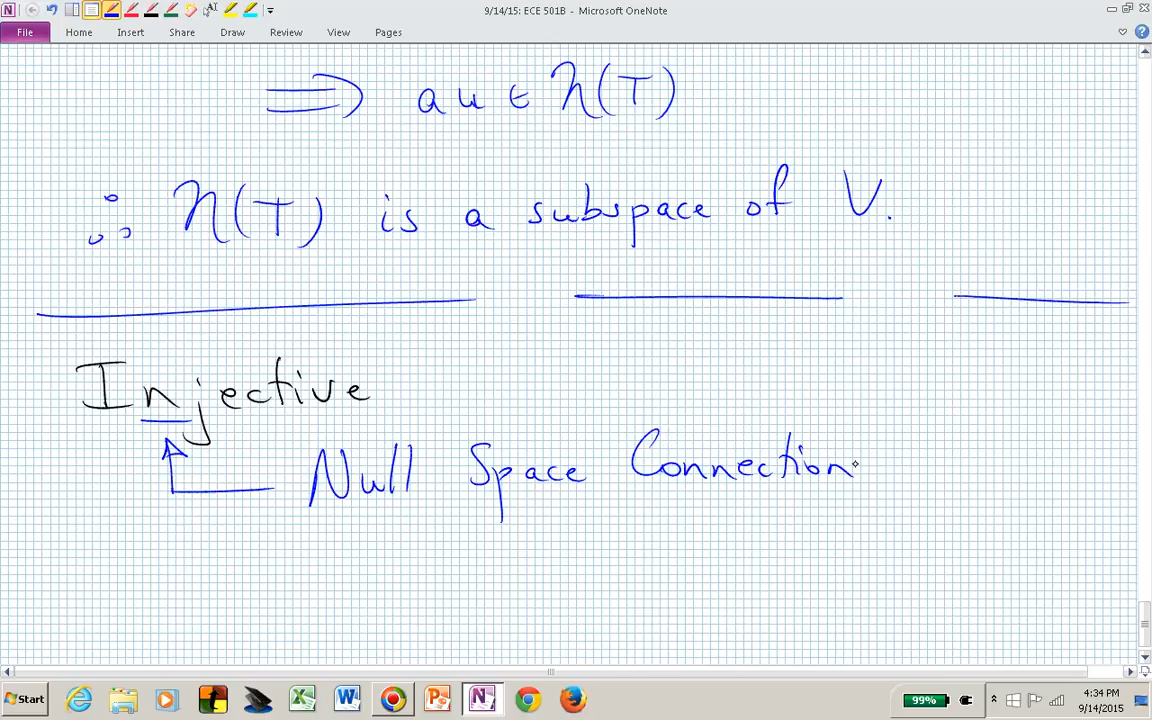 9/14/15: ECE 501B - Microsoft OneNote
File Home Insert Share Draw Review View Pages
⟹ au ∈ N(T)
∴ N(T) is a subspace of V.
Injective
Null Space Connection
Start 99% 4:34 PM
9/14/2015